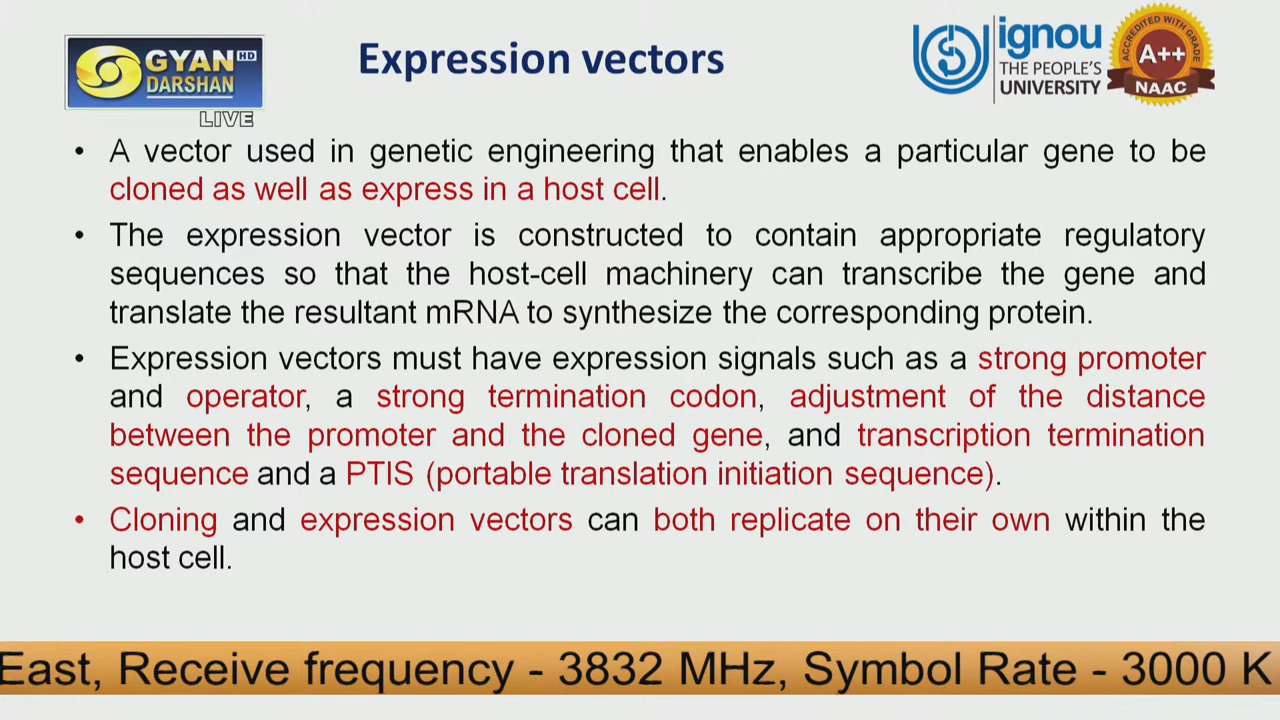 GYAN HD
DARSHAN
LIVE
Expression vectors
ignou
THE PEOPLE'S
UNIVERSITY
ACCREDITED WITH GRADE
A++
NAAC
• A vector used in genetic engineering that enables a particular gene to be
cloned as well as express in a host cell.
• The expression vector is constructed to contain appropriate regulatory
sequences so that the host-cell machinery can transcribe the gene and
translate the resultant mRNA to synthesize the corresponding protein.
• Expression vectors must have expression signals such as a strong promoter
and operator, a strong termination codon, adjustment of the distance
between the promoter and the cloned gene, and transcription termination
sequence and a PTIS (portable translation initiation sequence).
• Cloning and expression vectors can both replicate on their own within the
host cell.
East, Receive frequency - 3832 MHz, Symbol Rate - 3000 K